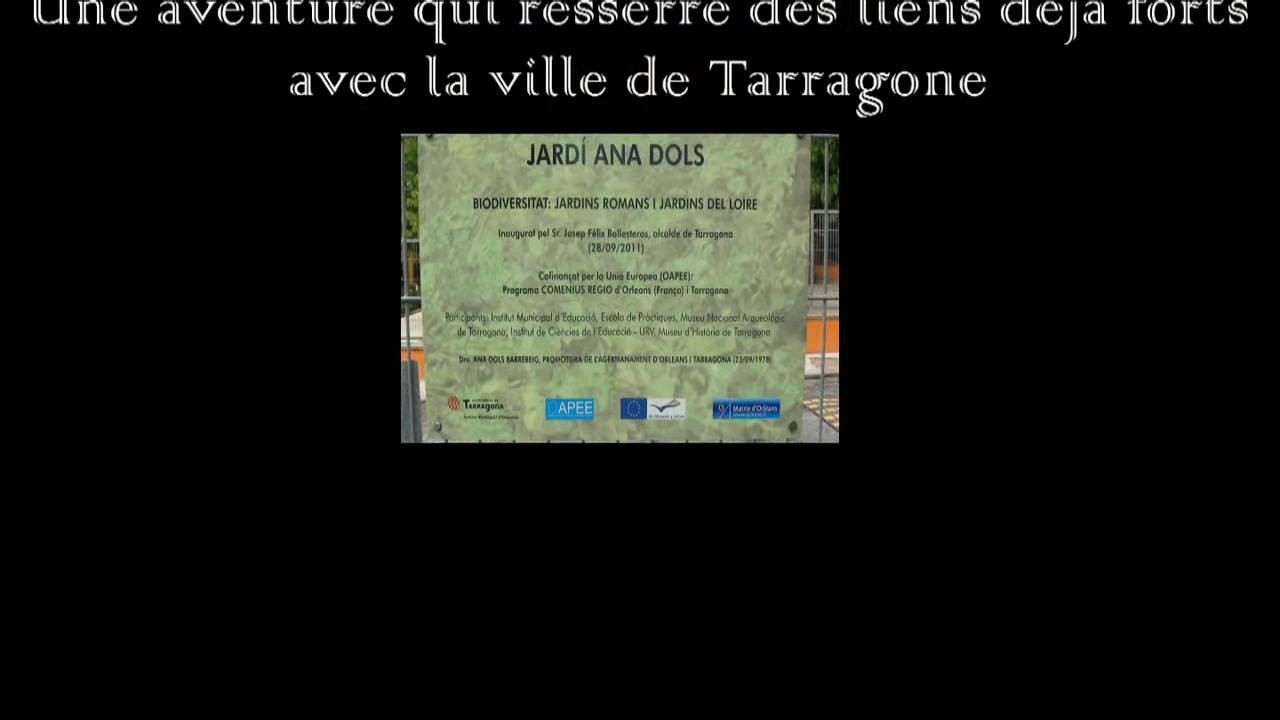 Une aventure qui resserre des liens déjà forts
avec la ville de Tarragone
JARDÍ ANA DOLS
BIODIVERSITAT: JARDINS ROMANS I JARDINS DEL LOIRE
Inaugurat pel Sr. Josep Fèlix Ballesteros, alcalde de Tarragona
(28/09/2011)
Cofinançat per la Unió Europea (OAPEE):
Programa COMENIUS REGIO d'Orleans (França) i Tarragona
Participants: Institut Municipal d'Educació, Escola de Pràctiques, Museu Nacional Arqueològic
de Tarragona, Institut de Ciències de l'Educació – URV, Museu d'Història de Tarragona.
Dra. ANA DOLS BARREBEIG, PROMOTORA DE L'AGERMANAMENT D'ORLEANS I TARRAGONA (23/09/1978)
TARRAGONA
Institut Municipal d'Educació
OAPEE
Mairie d'Orléans